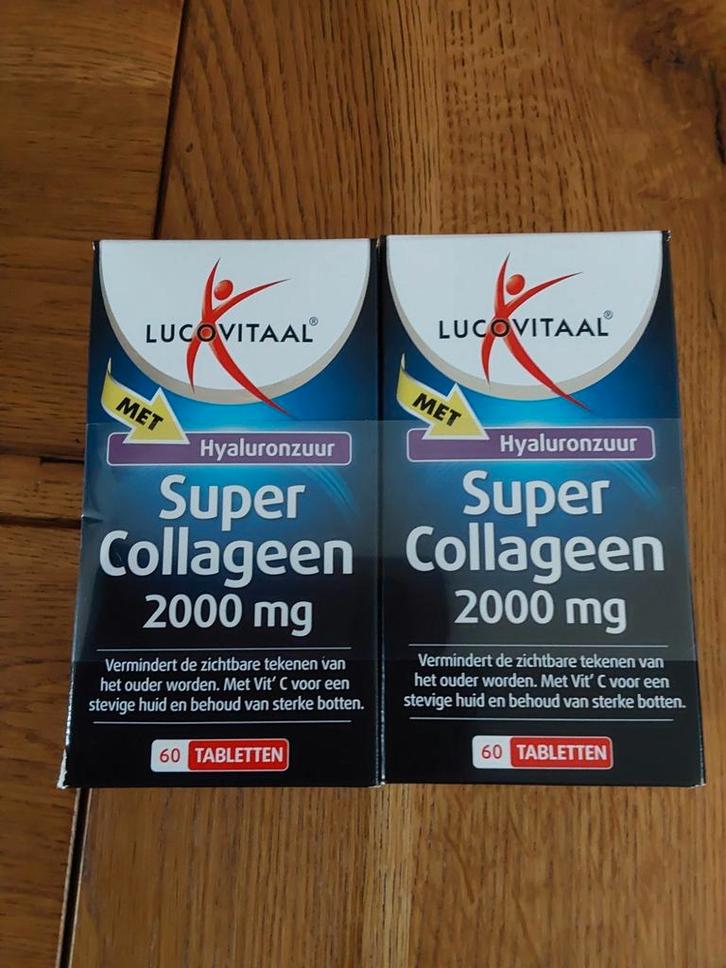 LUCOVITAAL®
MET
Hyaluronzuur
Super
Collageen
2000 mg
Vermindert de zichtbare tekenen van
het ouder worden. Met Vit' C voor een
stevige huid en behoud van sterke botten.
60 TABLETTEN
LUCOVITAAL®
MET
Hyaluronzuur
Super
Collageen
2000 mg
Vermindert de zichtbare tekenen van
het ouder worden. Met Vit' C voor een
stevige huid en behoud van sterke botten.
60 TABLETTEN